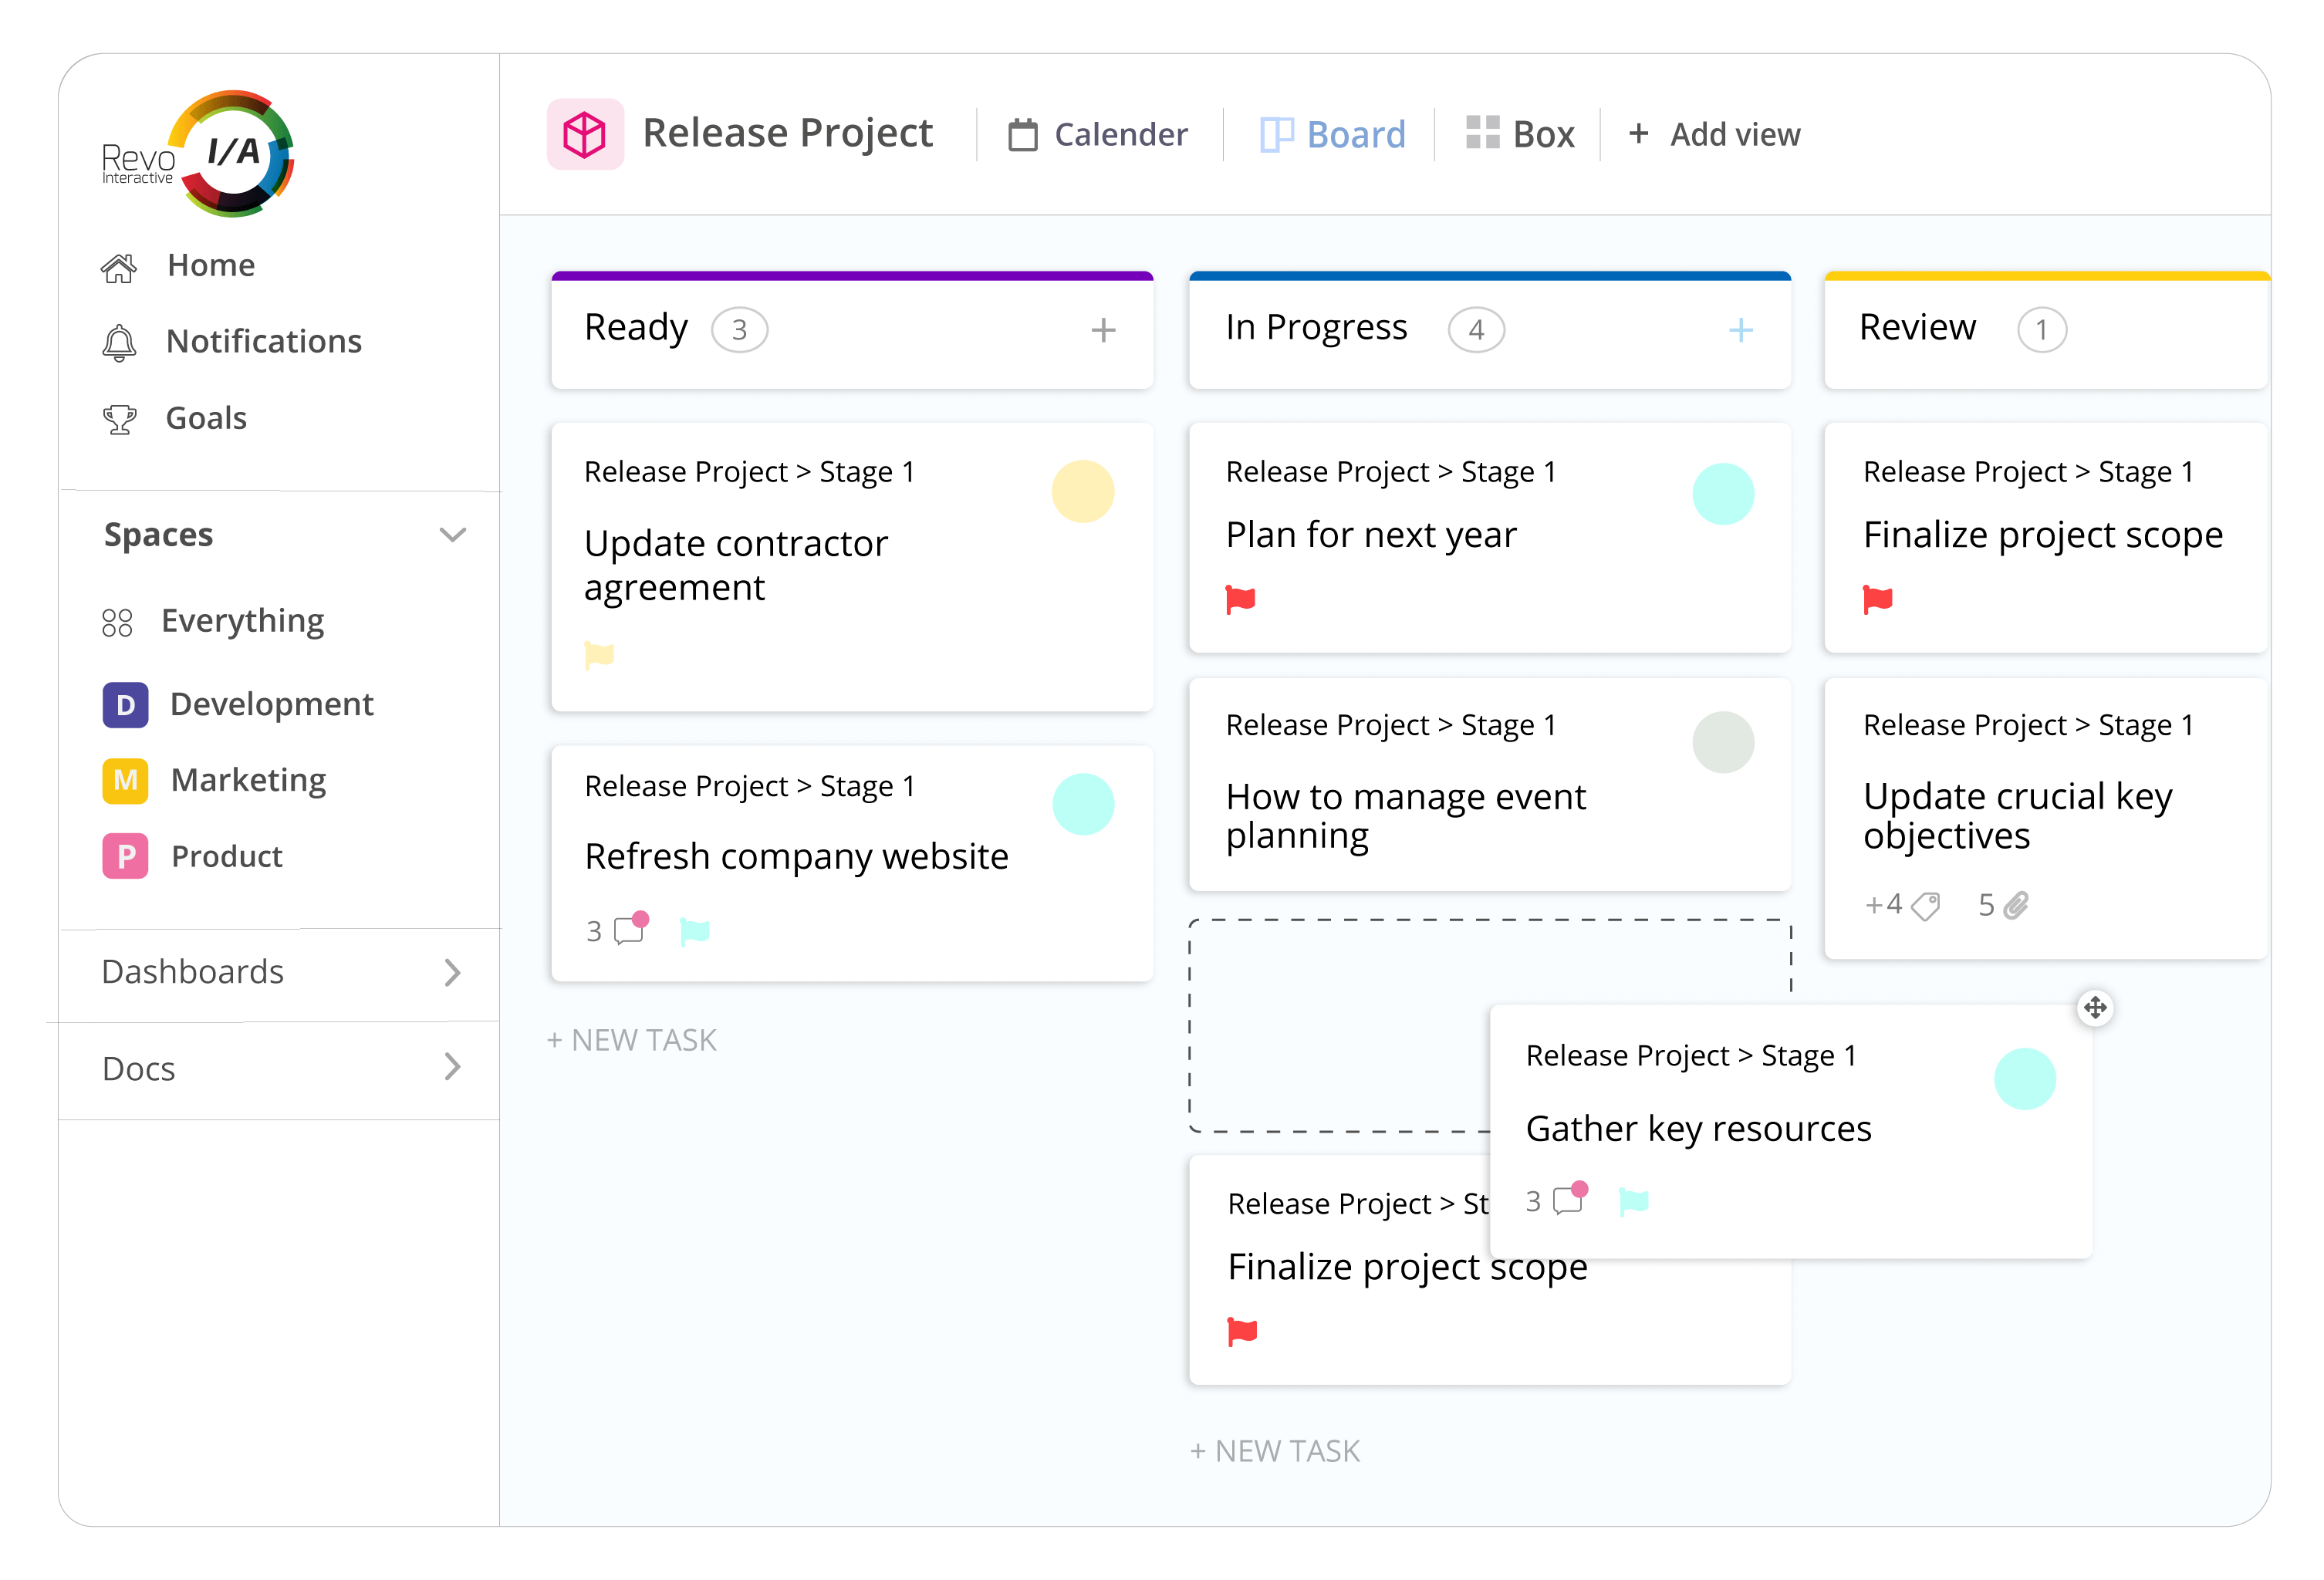 Revo
Interactive
I/A
Home
Notifications
Goals
Spaces
Everything
D Development
M Marketing
P Product
Dashboards
Docs
Release Project
Calender
Board
Box
+ Add view
Ready 3 +
Release Project > Stage 1
Update contractor
agreement
Release Project > Stage 1
Refresh company website
3
+ NEW TASK
In Progress 4 +
Release Project > Stage 1
Plan for next year
Release Project > Stage 1
How to manage event
planning
Release Project > Stage 1
Gather key resources
3
Release Project > St
Finalize project scope
+ NEW TASK
Review 1
Release Project > Stage 1
Finalize project scope
Release Project > Stage 1
Update crucial key
objectives
+4 5